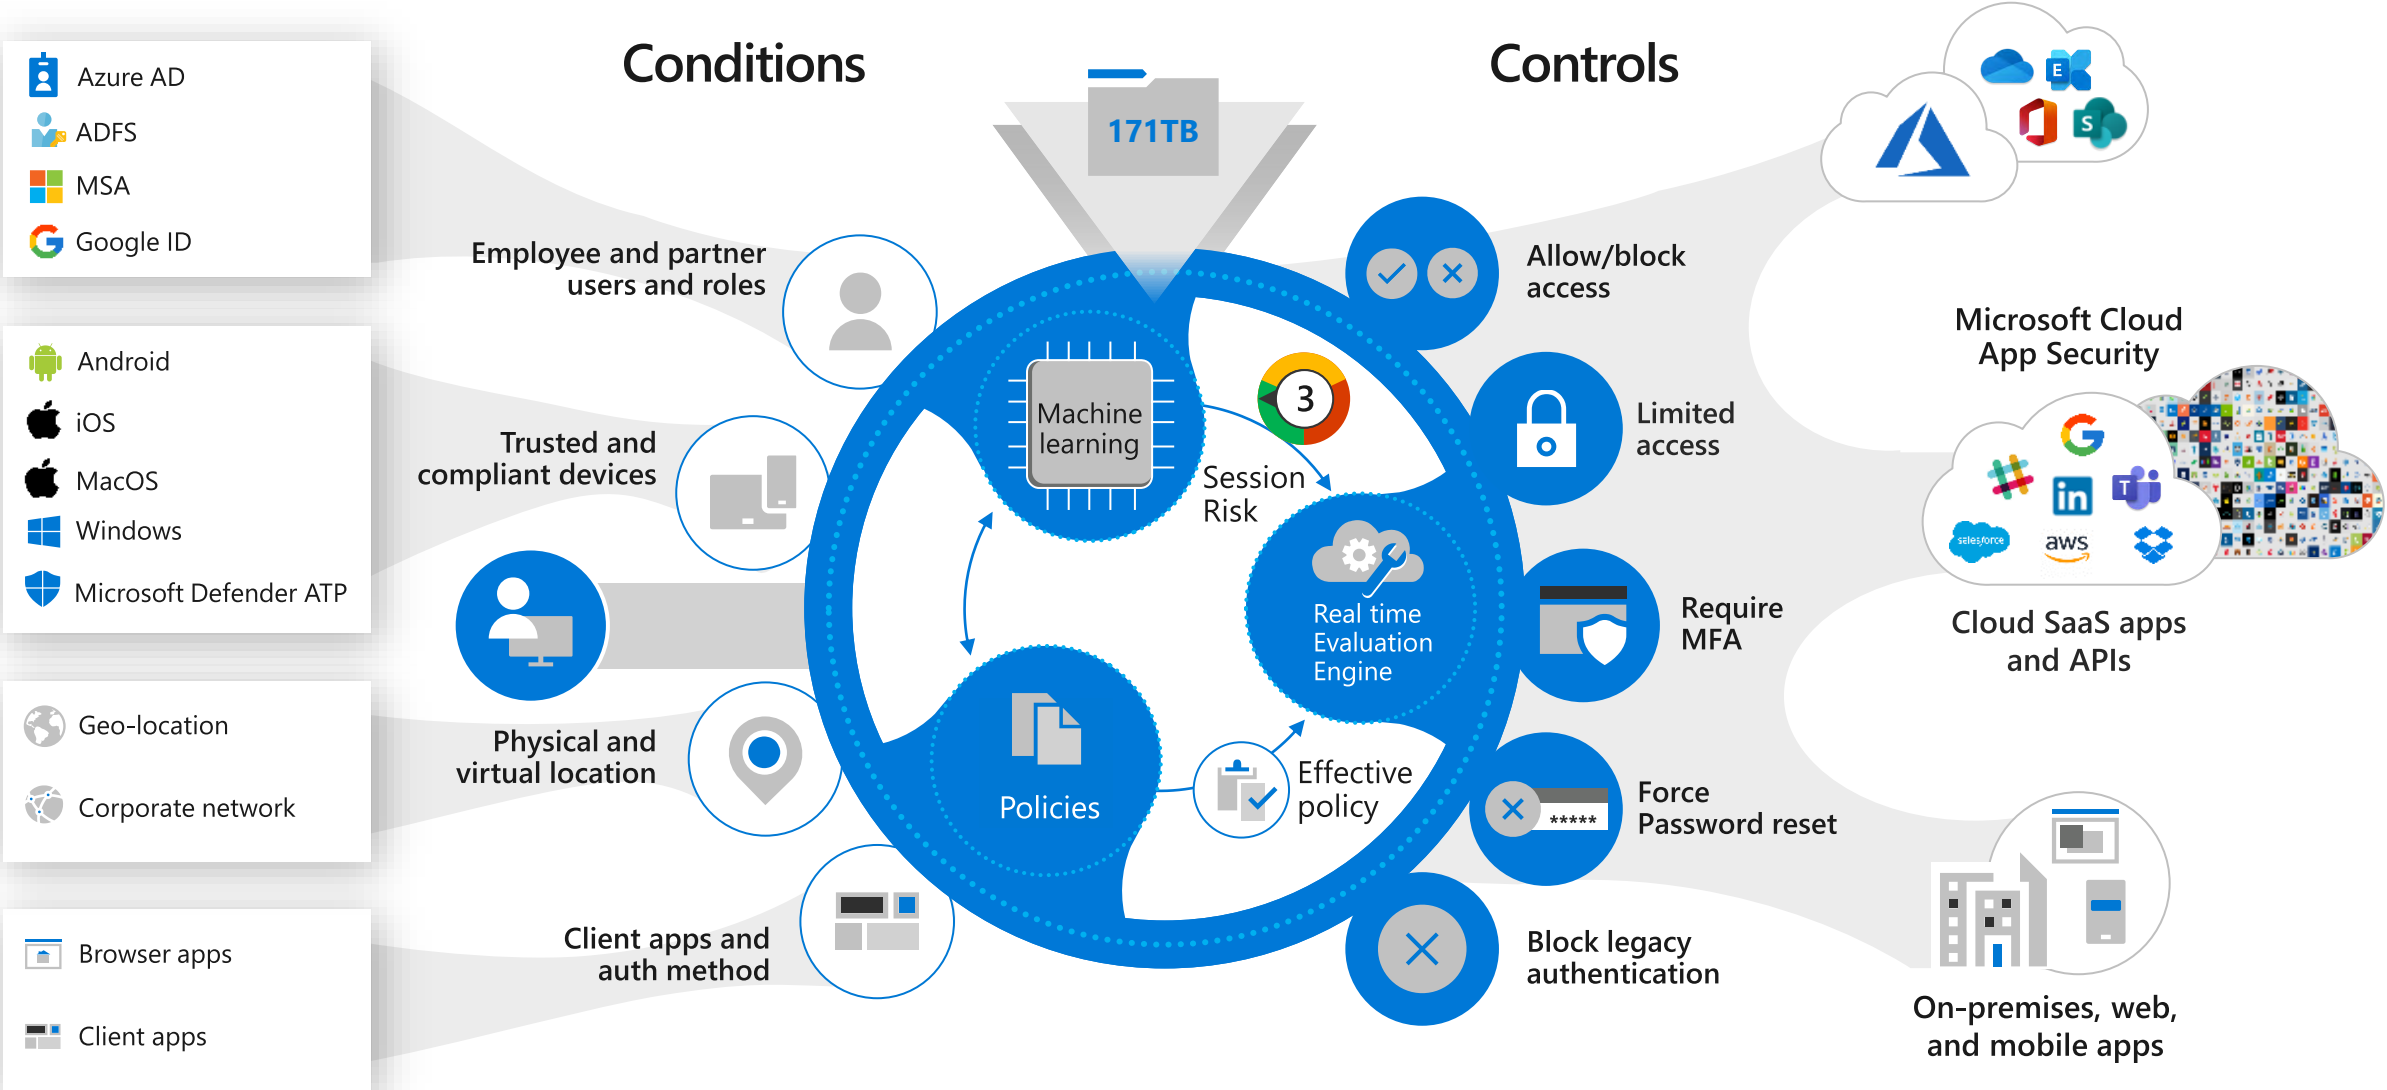 Conditions
Controls
Azure AD
ADFS
MSA
Google ID
Android
iOS
MacOS
Windows
Microsoft Defender ATP
Geo-location
Corporate network
Browser apps
Client apps
Employee and partner
users and roles
Trusted and
compliant devices
Physical and
virtual location
Client apps and
auth method
171TB
Machine
learning
3
Session
Risk
Real time
Evaluation
Engine
Policies
Effective
policy
Allow/block
access
Limited
access
Require
MFA
*****
Force
Password reset
Block legacy
authentication
E
S
Microsoft Cloud
App Security
in
T
salesforce
aws
Cloud SaaS apps
and APIs
On-premises, web,
and mobile apps